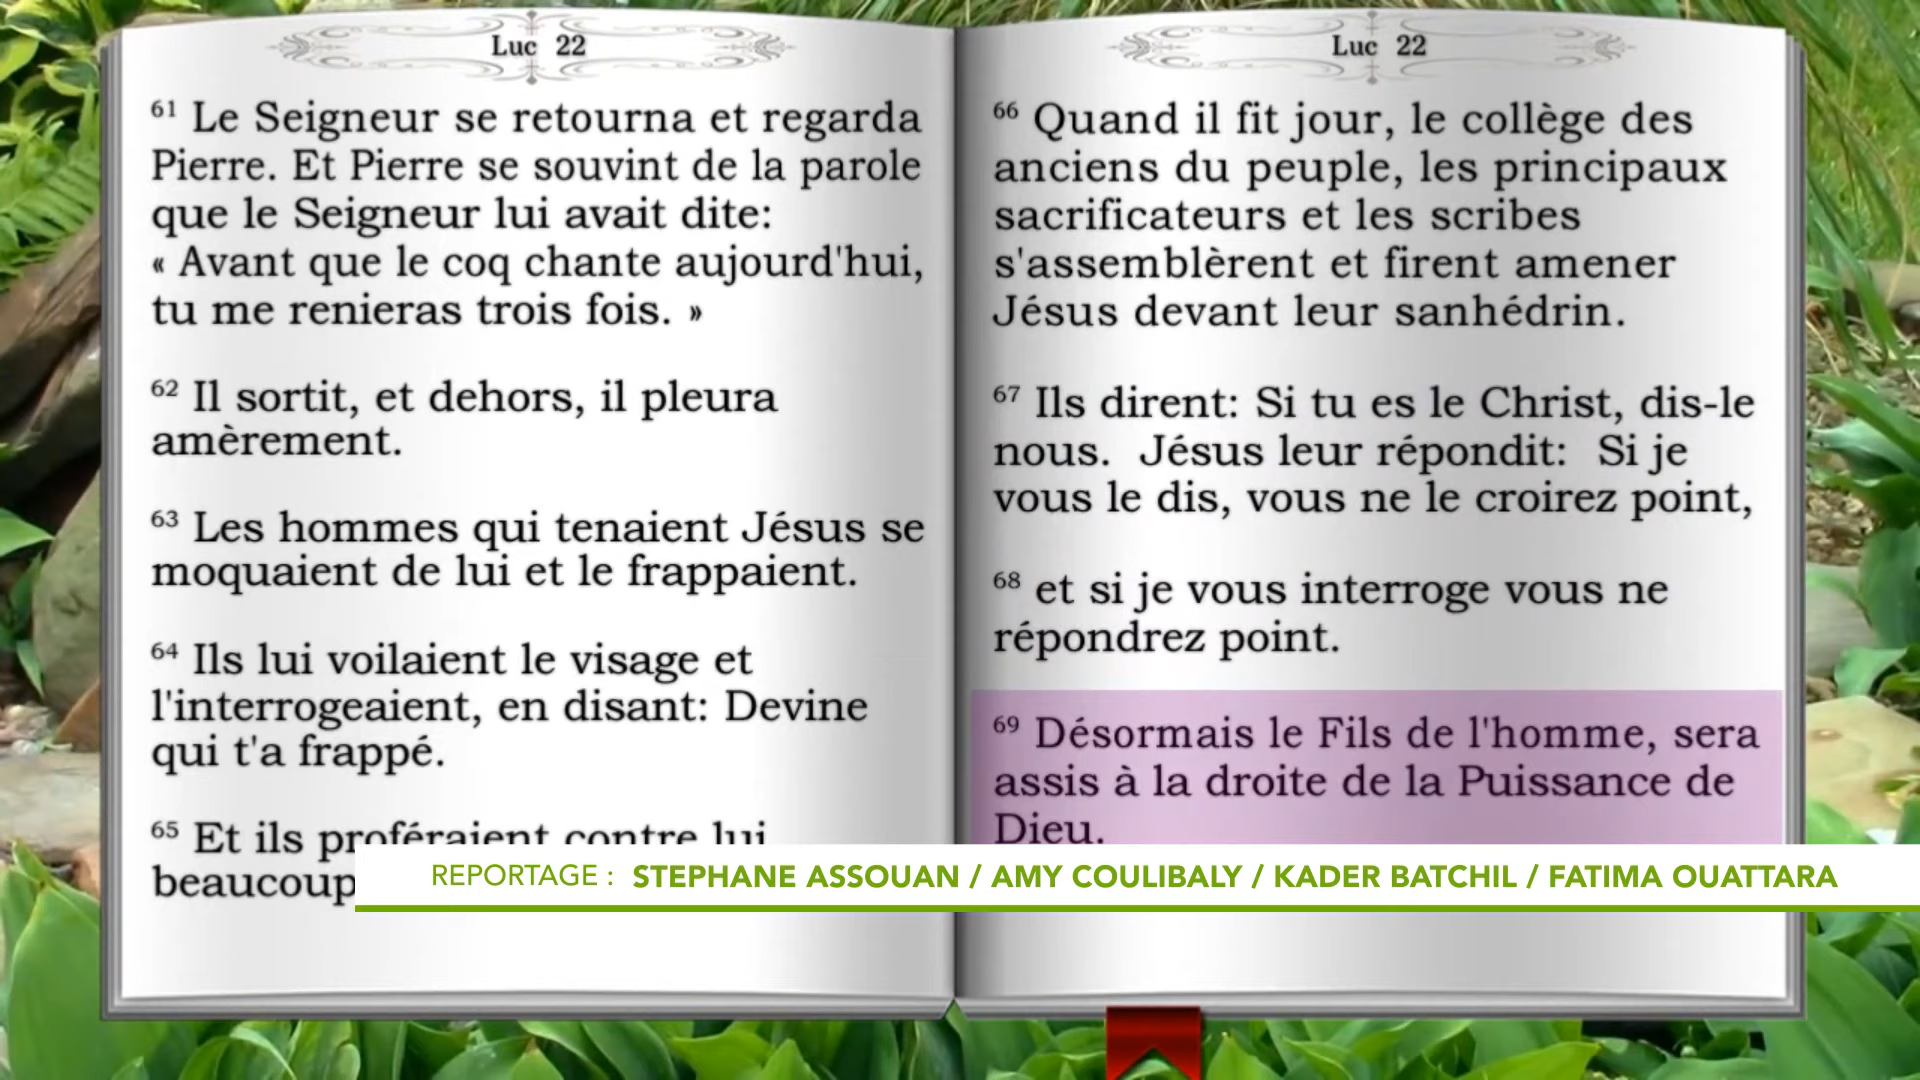 Luc 22
61 Le Seigneur se retourna et regarda
Pierre. Et Pierre se souvint de la parole
que le Seigneur lui avait dite:
« Avant que le coq chante aujourd'hui,
tu me renieras trois fois. »
62 Il sortit, et dehors, il pleura
amèrement.
63 Les hommes qui tenaient Jésus se
moquaient de lui et le frappaient.
64 Ils lui voilaient le visage et
l'interrogeaient, en disant: Devine
qui t'a frappé.
65 Et ils proféraient contre lui
beaucoup
Luc 22
66 Quand il fit jour, le collège des
anciens du peuple, les principaux
sacrificateurs et les scribes
s'assemblèrent et firent amener
Jésus devant leur sanhédrin.
67 Ils dirent: Si tu es le Christ, dis-le
nous. Jésus leur répondit: Si je
vous le dis, vous ne le croirez point,
68 et si je vous interroge vous ne
répondrez point.
69 Désormais le Fils de l'homme, sera
assis à la droite de la Puissance de
Dieu.
REPORTAGE : STEPHANE ASSOUAN / AMY COULIBALY / KADER BATCHIL / FATIMA OUATTARA